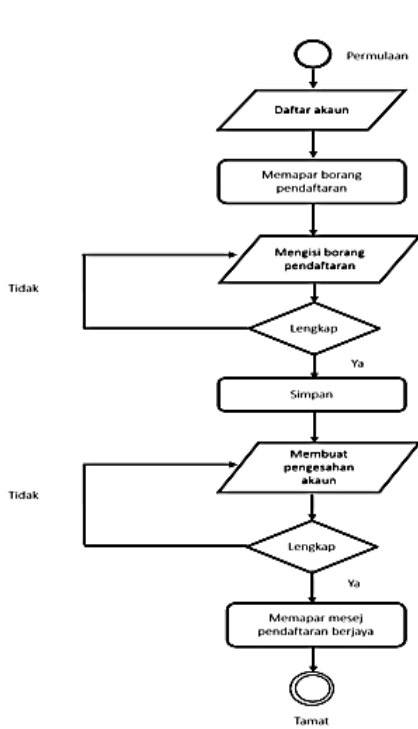 Permulaan
Daftar akaun
Memapar borang
pendaftaran
Mengisi borang
pendaftaran
Tidak
Lengkap
Ya
Simpan
Membuat
pengesahan
akaun
Tidak
Lengkap
Ya
Memapar mesej
pendaftaran berjaya
Tamat